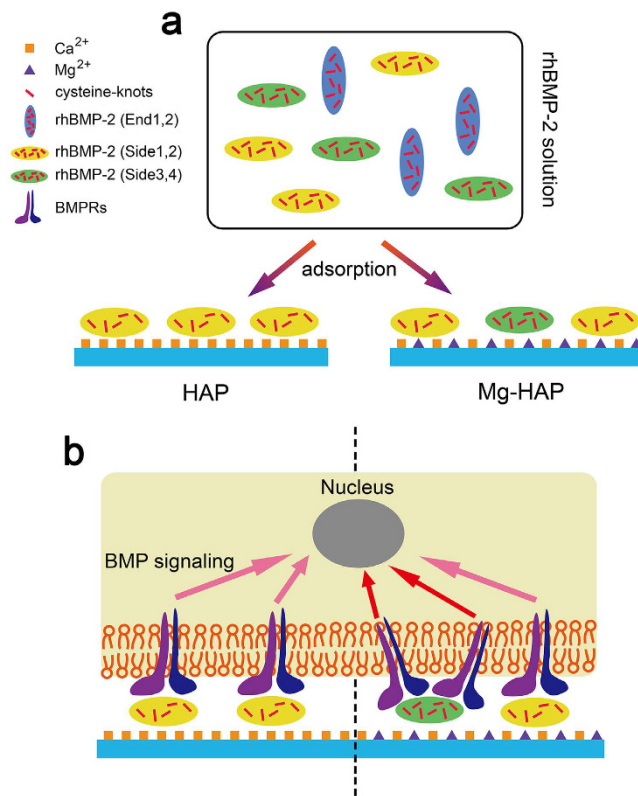 a
Ca2+
Mg2+
cysteine-knots
rhBMP-2 (End1,2)
rhBMP-2 (Side1,2)
rhBMP-2 (Side3,4)
BMPRs
rhBMP-2 solution
adsorption
HAP
Mg-HAP
b
Nucleus
BMP signaling